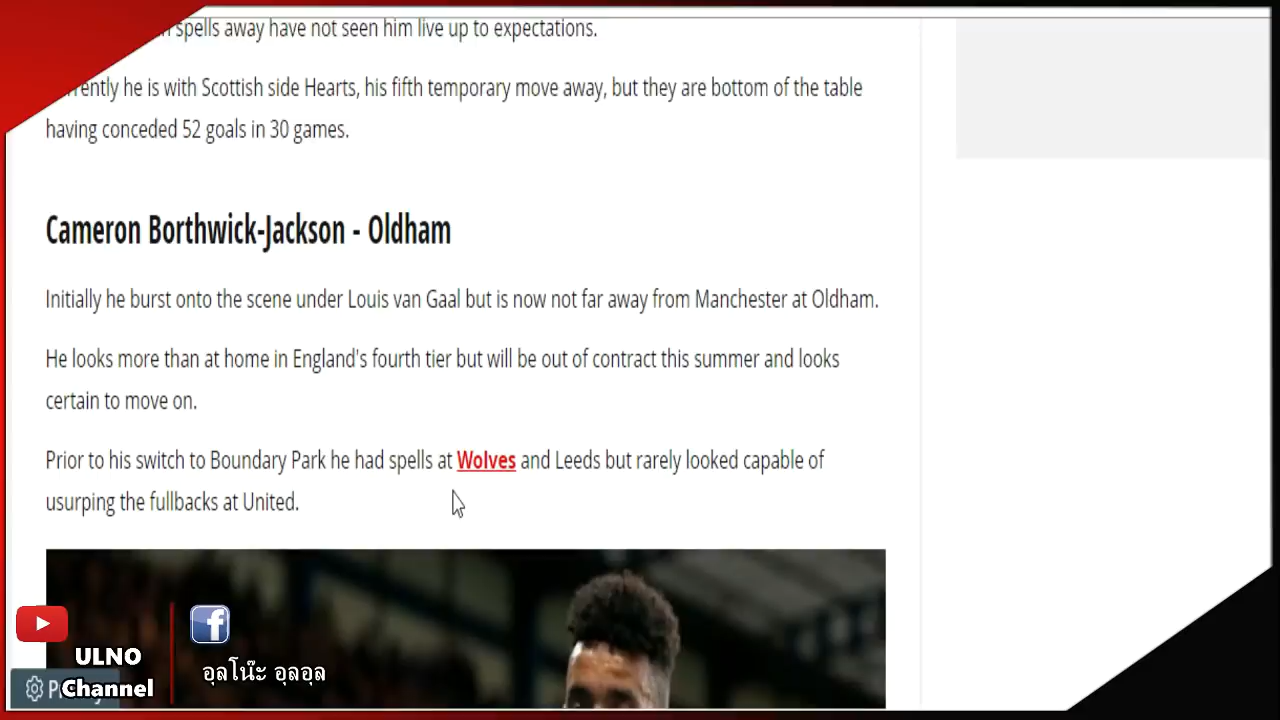 spells away have not seen him live up to expectations.
he is with Scottish side Hearts, his fifth temporary move away, but they are bottom of the table
having conceded 52 goals in 30 games.
Cameron Borthwick-Jackson - Oldham
Initially he burst onto the scene under Louis van Gaal but is now not far away from Manchester at Oldham.
He looks more than at home in England's fourth tier but will be out of contract this summer and looks
certain to move on.
Prior to his switch to Boundary Park he had spells at Wolves and Leeds but rarely looked capable of
usurping the fullbacks at United.
ULNO
Channel
อุลโน๊ะ อุลอุล